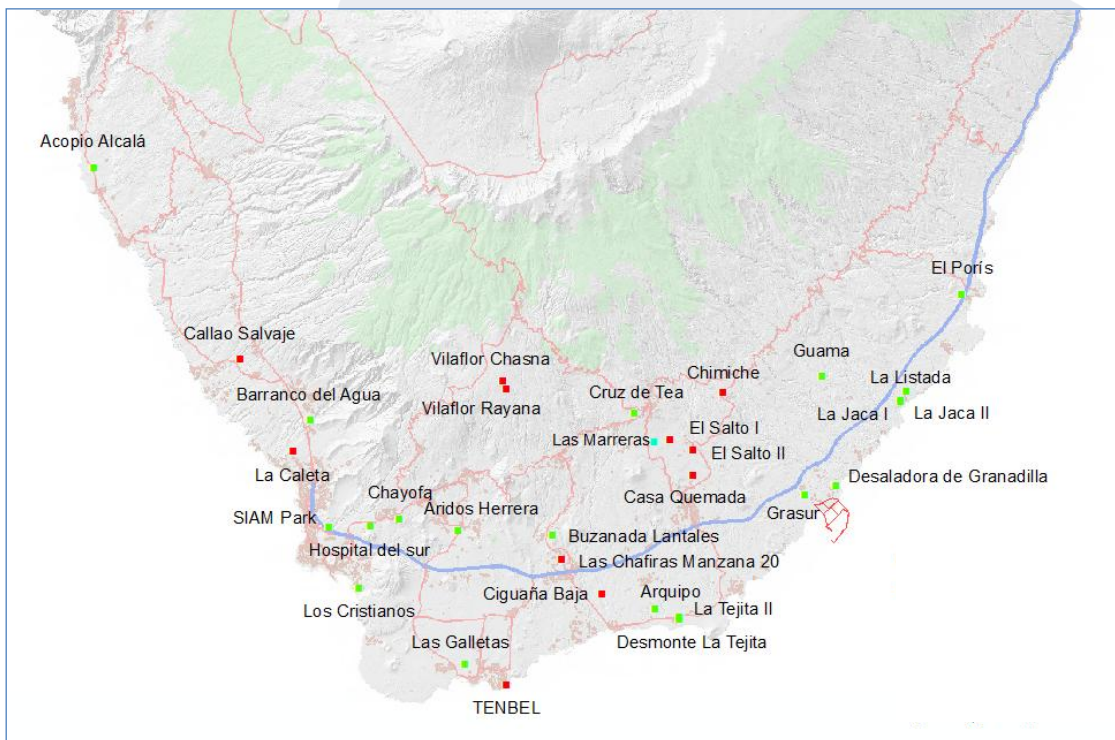 Acopio Alcalá
El Porís
Callao Salvaje
Vilaflor Chasna
Guama
Chimiche
La Listada
Barranco del Agua
Vilaflor Rayana
Cruz de Tea
La Jaca I
La Jaca II
Las Marreras
El Salto I
El Salto II
La Caleta
Casa Quemada
Desaladora de Granadilla
Chayofa
Áridos Herrera
Grasur
SIAM Park
Hospital del sur
Buzanada Lantales
Las Chafiras Manzana 20
Ciguaña Baja
Arquipo
Los Cristianos
La Tejita II
Las Galletas
Desmonte La Tejita
TENBEL